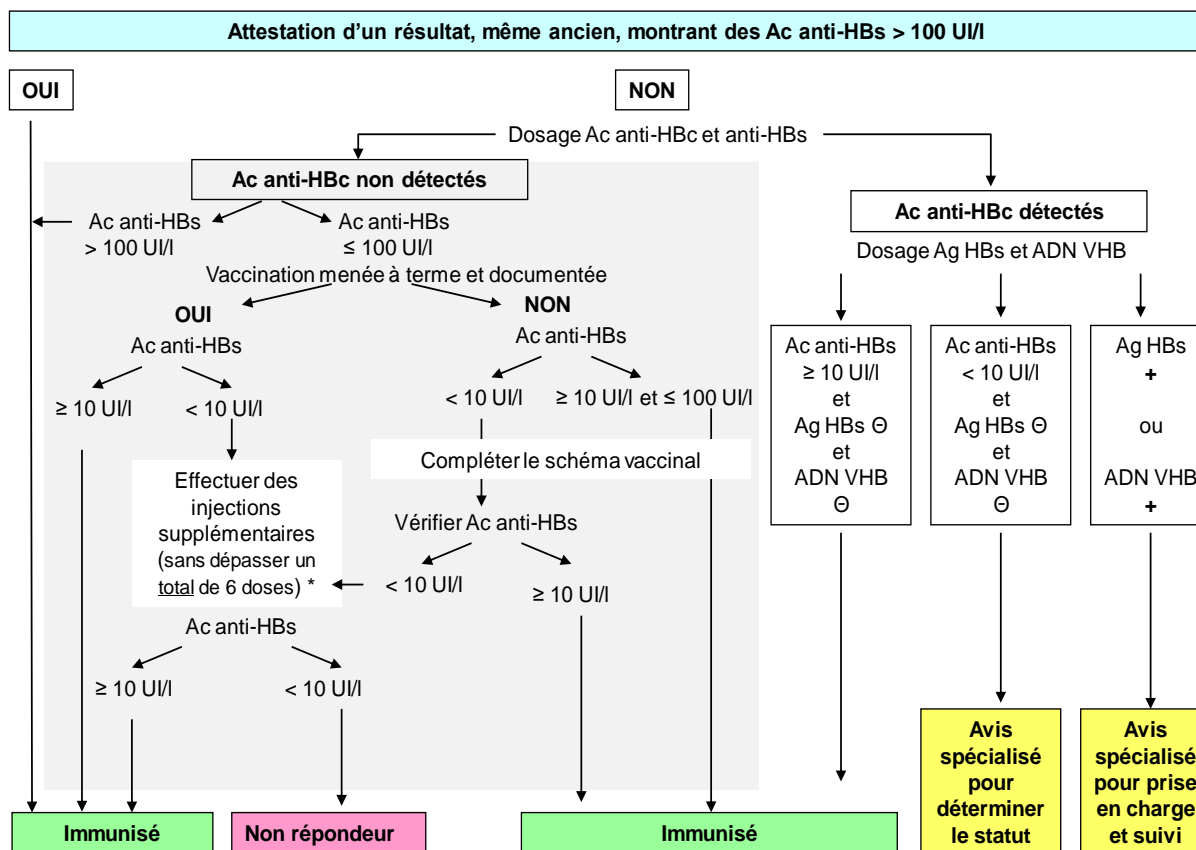 Attestation d’un résultat, même ancien, montrant des Ac anti-HBs > 100 UI/l
OUI
NON
Dosage Ac anti-HBc et anti-HBs
Ac anti-HBc non détectés
Ac anti-HBs
> 100 UI/l
Ac anti-HBs
≤ 100 UI/l
Vaccination menée à terme et documentée
OUI
Ac anti-HBs
≥ 10 UI/l
< 10 UI/l
Effectuer des
injections
supplémentaires
(sans dépasser un
total de 6 doses) *
Ac anti-HBs
≥ 10 UI/l
< 10 UI/l
NON
Ac anti-HBs
< 10 UI/l
≥ 10 UI/l et ≤ 100 UI/l
Compléter le schéma vaccinal
Vérifier Ac anti-HBs
< 10 UI/l
≥ 10 UI/l
Ac anti-HBc détectés
Dosage Ag HBs et ADN VHB
Ac anti-HBs
≥ 10 UI/l
et
Ag HBs Θ
et
ADN VHB
Θ
Ac anti-HBs
< 10 UI/l
et
Ag HBs Θ
et
ADN VHB
Θ
Ag HBs
+
ou
ADN VHB
+
Immunisé
Non répondeur
Immunisé
Avis
spécialisé
pour
déterminer
le statut
Avis
spécialisé
pour prise
en charge
et suivi